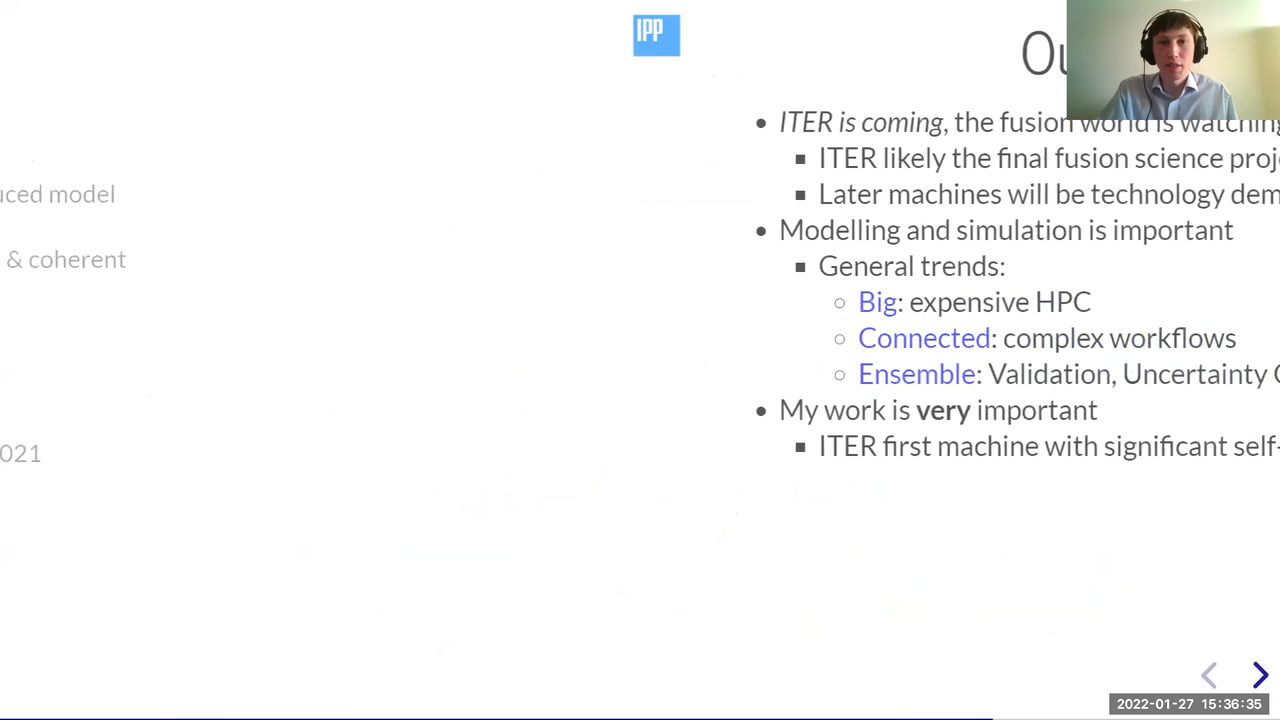 IPP
Ou
• ITER is coming, the fusion world is watching
▪ ITER likely the final fusion science proj
▪ Later machines will be technology dem
• Modelling and simulation is important
▪ General trends:
○ Big: expensive HPC
○ Connected: complex workflows
○ Ensemble: Validation, Uncertainty
• My work is very important
▪ ITER first machine with significant self-
uced model
& coherent
021
2022-01-27 15:36:35